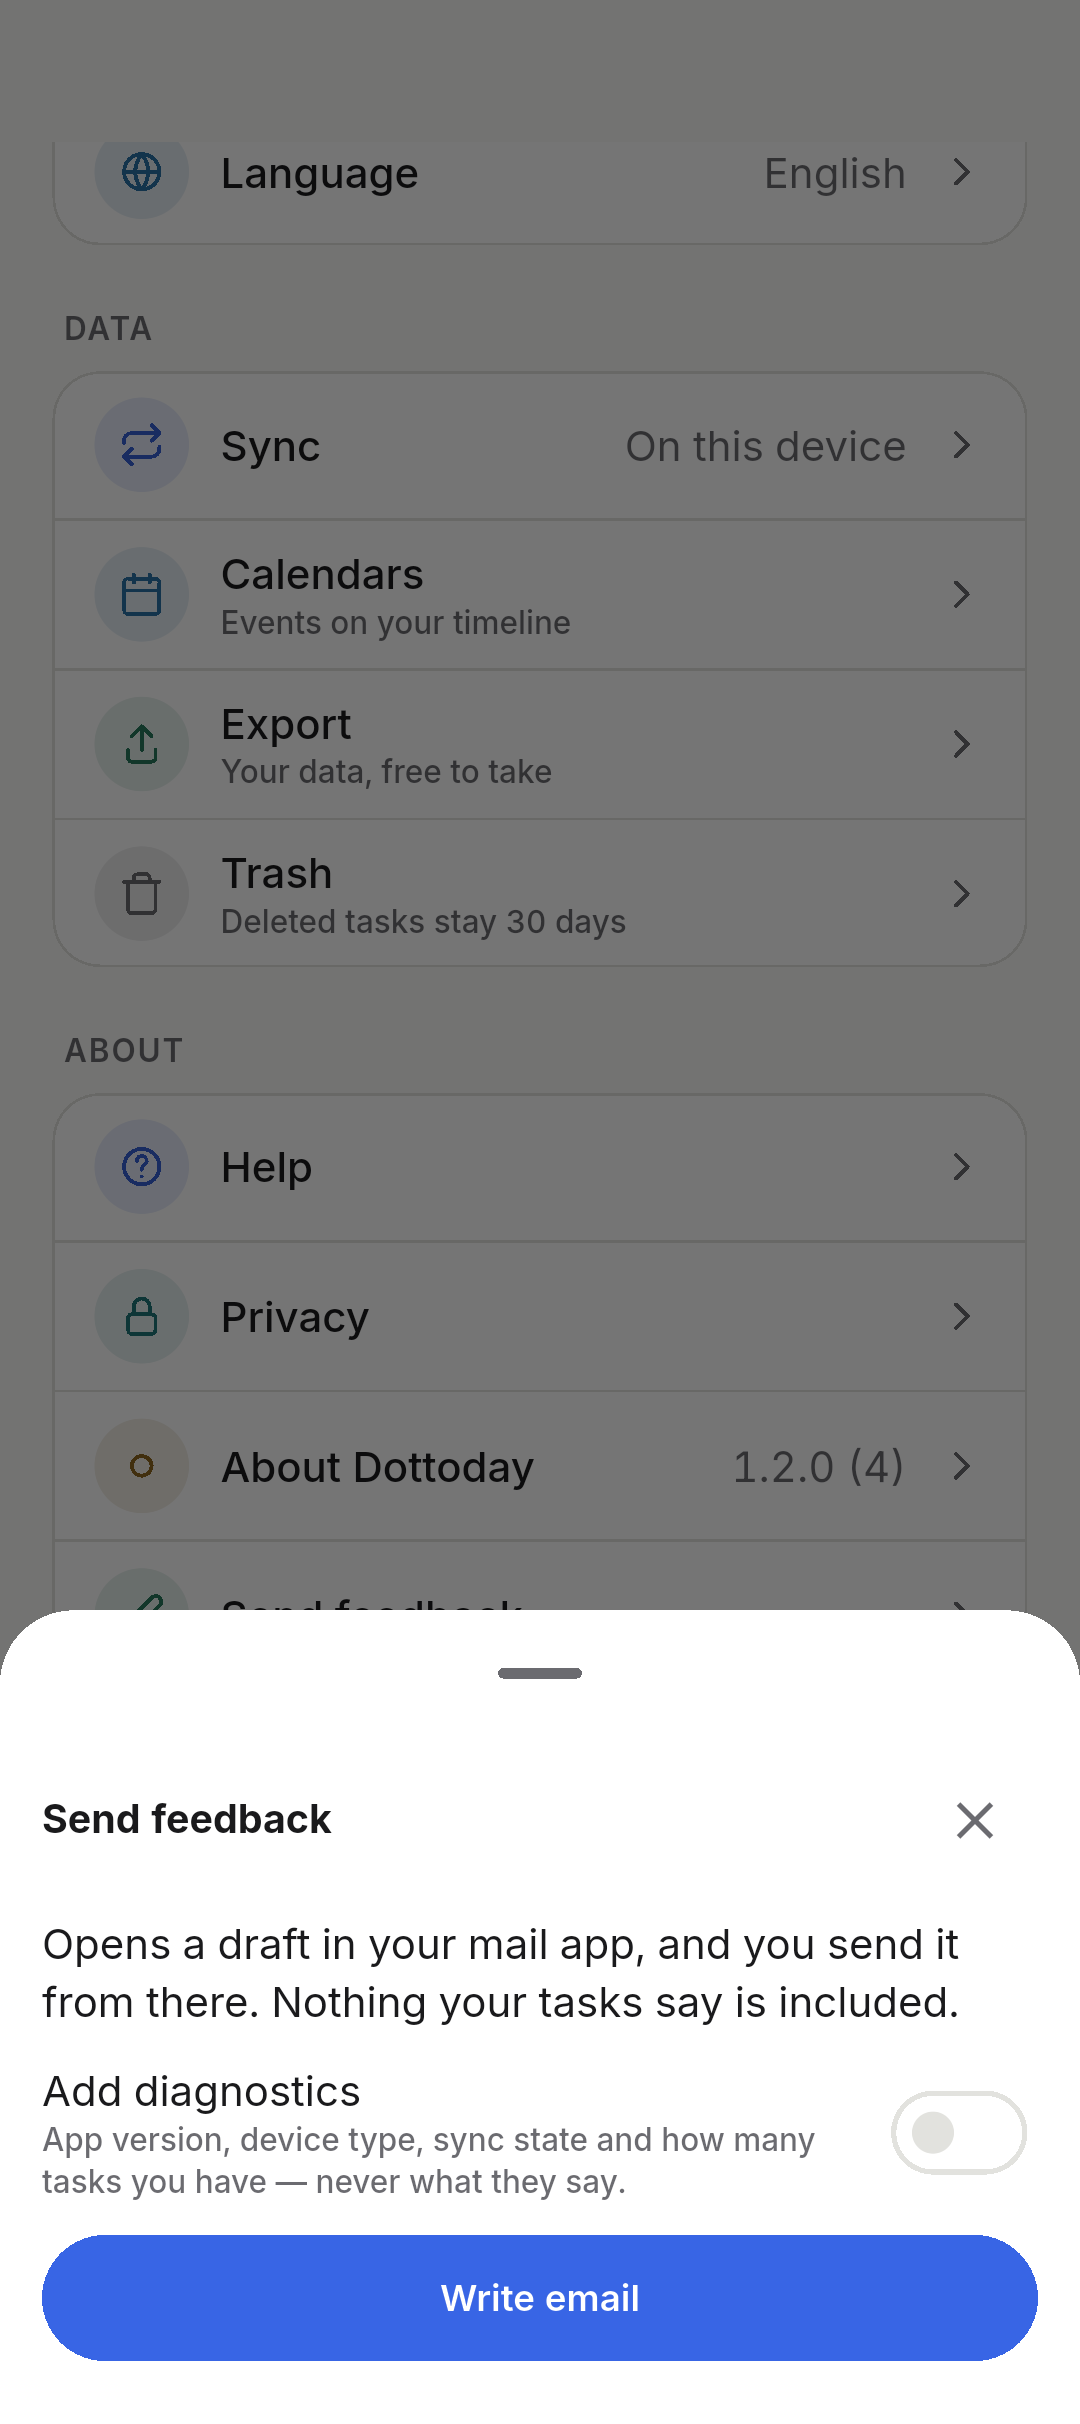 Language
English
DATA
Sync
On this device
Calendars
Events on your timeline
Export
Your data, free to take
Trash
Deleted tasks stay 30 days
ABOUT
Help
Privacy
About Dottoday
1.2.0 (4)
Send feedback
Send feedback
Opens a draft in your mail app, and you send it
from there. Nothing your tasks say is included.
Add diagnostics
App version, device type, sync state and how many
tasks you have — never what they say.
Write email